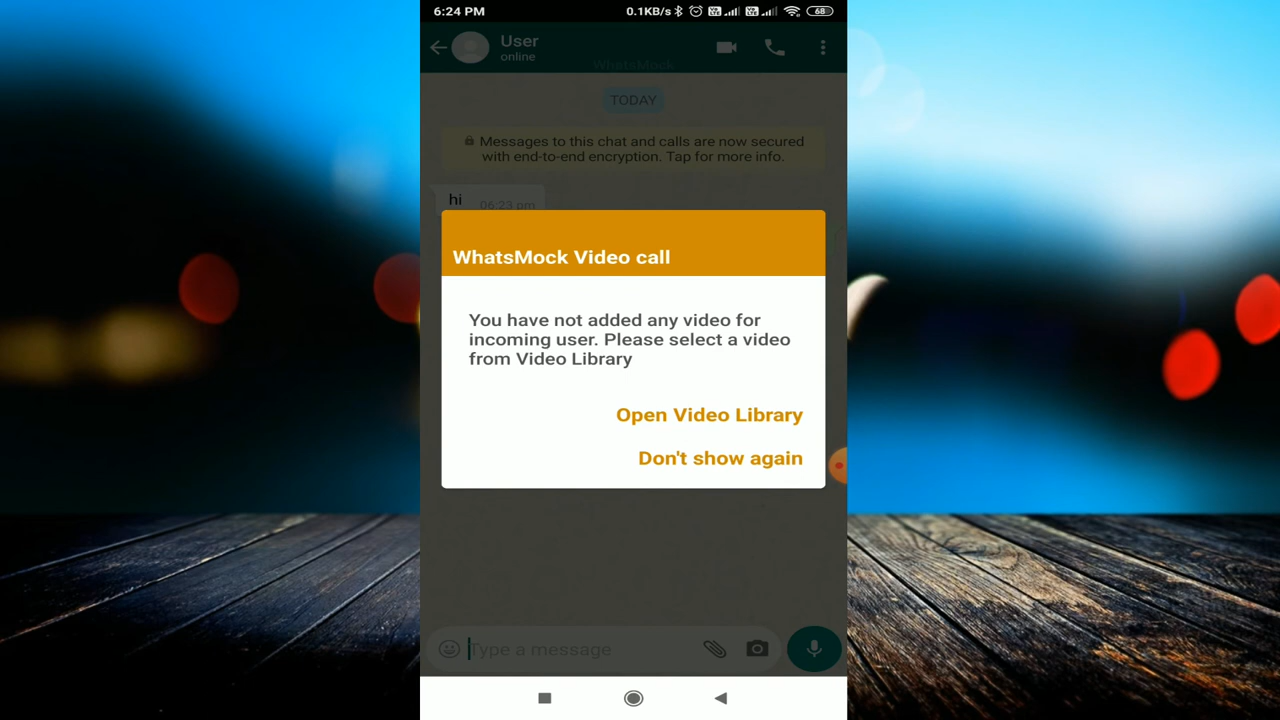 6:24 PM
0.1KB/s
68
User
online
WhatsMock
TODAY
Messages to this chat and calls are now secured
with end-to-end encryption. Tap for more info.
hi
06:23 pm
WhatsMock Video call
You have not added any video for
incoming user. Please select a video
from Video Library
Open Video Library
Don't show again
Type a message